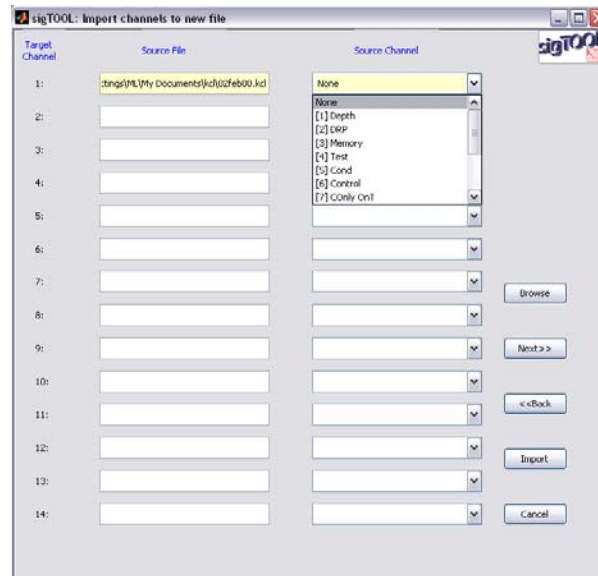 sigTOOL: Import channels to new file
Target Channel
Source File
Source Channel
sigTOOL
1:
:tings\ML\My Documents\kcl\02feb00.kcl
None
None
[1] Depth
[2] DRP
[3] Memory
[4] Test
[5] Cond
[6] Control
[7] COnly OnT
2:
3:
4:
5:
6:
7:
8:
9:
10:
11:
12:
13:
14:
Browse
Next>>
<<Back
Import
Cancel